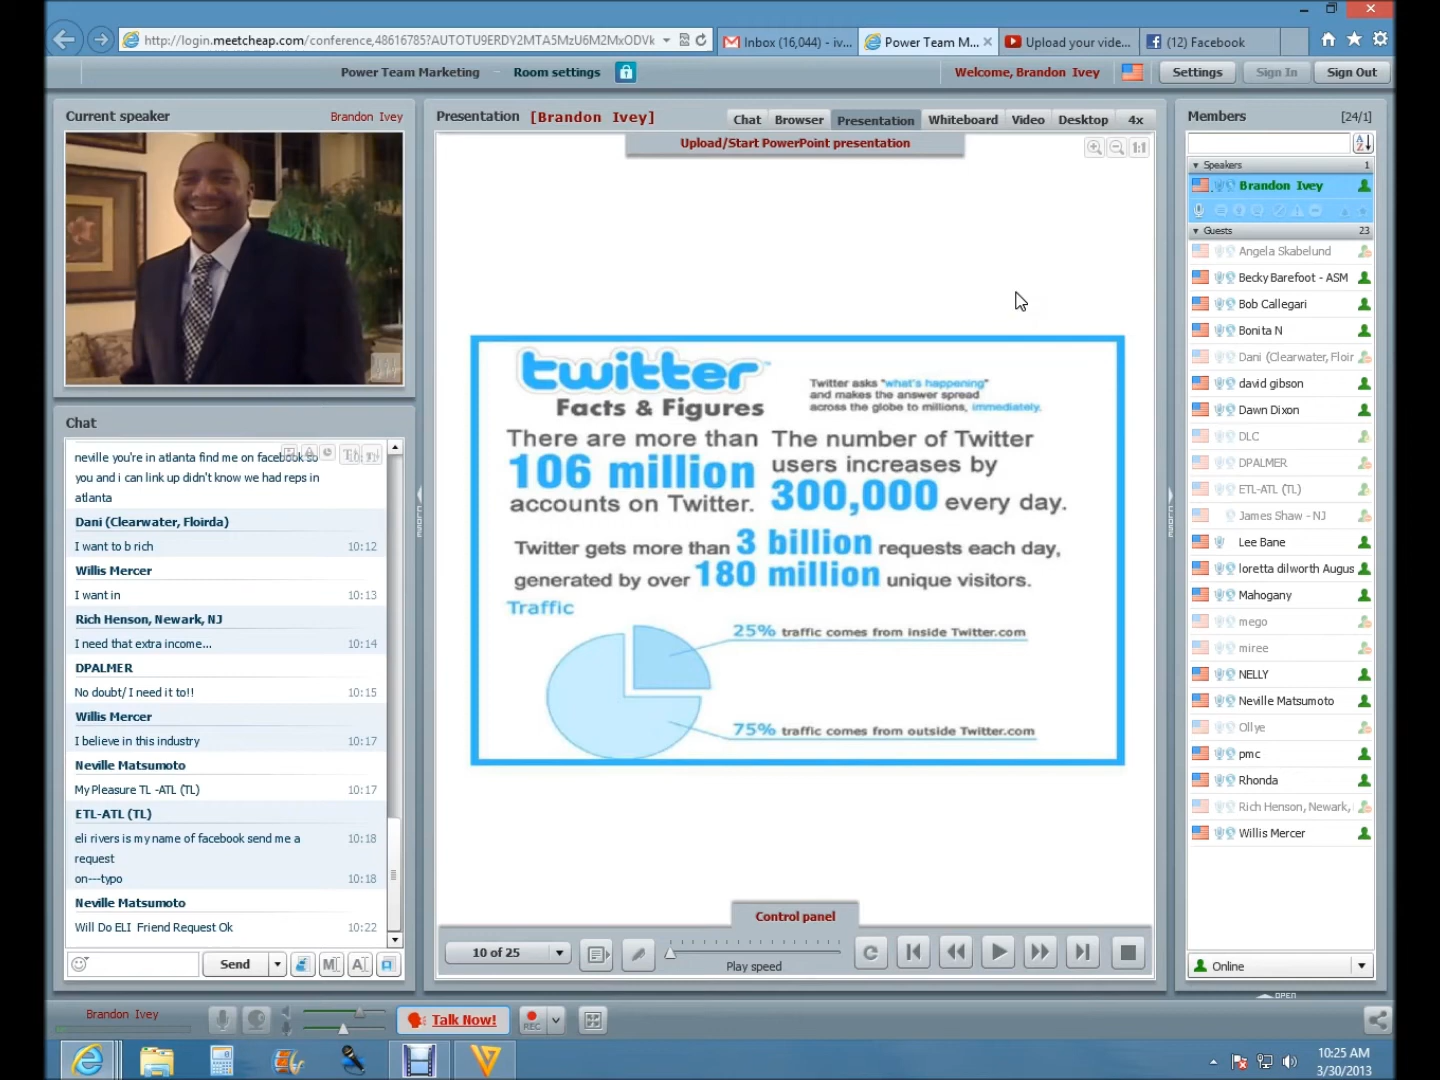 http://login.meetcheap.com/conference,48616785?AUTOTU9ERDY2MTA5MzU6M2MxODVk
Inbox (16,044) - iv...
Power Team M...
Upload your vide...
(12) Facebook
Power Team Marketing
Room settings
Welcome, Brandon Ivey
Settings
Sign In
Sign Out
Current speaker
Brandon Ivey
Presentation [Brandon Ivey]
Chat
Browser
Presentation
Whiteboard
Video
Desktop
4x
Upload/Start PowerPoint presentation
1:1
Members
[24/1]
Speakers 1
Brandon Ivey
Guests 23
Angela Skabelund
Becky Barefoot - ASM
Bob Callegari
Bonita N
Dani (Clearwater, Floir
david gibson
Dawn Dixon
DLC
DPALMER
ETL-ATL (TL)
James Shaw - NJ
Lee Bane
loretta dilworth Augus
Mahogany
mego
miree
NELLY
Neville Matsumoto
Ollye
pmc
Rhonda
Rich Henson, Newark,
Willis Mercer
Online
OPEN
Chat
neville you're in atlanta find me on facebook so
you and i can link up didn't know we had reps in
atlanta
Dani (Clearwater, Floirda)
I want to b rich 10:12
Willis Mercer
I want in 10:13
Rich Henson, Newark, NJ
I need that extra income... 10:14
DPALMER
No doubt/ I need it to!! 10:15
Willis Mercer
I believe in this industry 10:17
Neville Matsumoto
My Pleasure TL -ATL (TL) 10:17
ETL-ATL (TL)
eli rivers is my name of facebook send me a 10:18
request
on---typo 10:18
Neville Matsumoto
Will Do ELI Friend Request Ok 10:22
Send
twitter™
Facts & Figures
Twitter asks "what's happening"
and makes the answer spread
across the globe to millions, immediately.
There are more than
106 million
accounts on Twitter.
The number of Twitter
users increases by
300,000 every day.
Twitter gets more than 3 billion requests each day,
generated by over 180 million unique visitors.
Traffic
25% traffic comes from inside Twitter.com
75% traffic comes from outside Twitter.com
Control panel
10 of 25
Play speed
Brandon Ivey
Talk Now!
REC
10:25 AM
3/30/2013